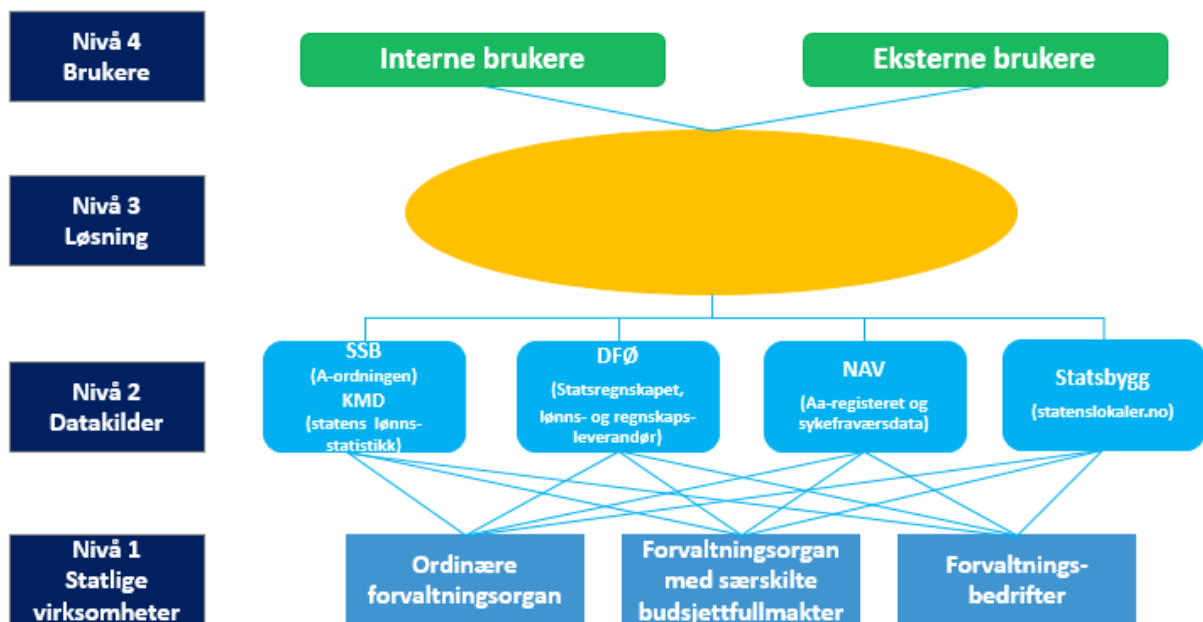 Nivå 4
Brukere
Interne brukere
Eksterne brukere
Nivå 3
Løsning
Nivå 2
Datakilder
SSB
(A-ordningen)
KMD
(statens lønns-
statistikk)
DFØ
(Statsregnskapet,
lønns- og regnskaps-
leverandør)
NAV
(Aa-registeret og
sykefraværsdata)
Statsbygg
(statenslokaler.no)
Nivå 1
Statlige
virksomheter
Ordinære
forvaltningsorgan
Forvaltningsorgan
med særskilte
budsjettfullmakter
Forvaltnings-
bedrifter